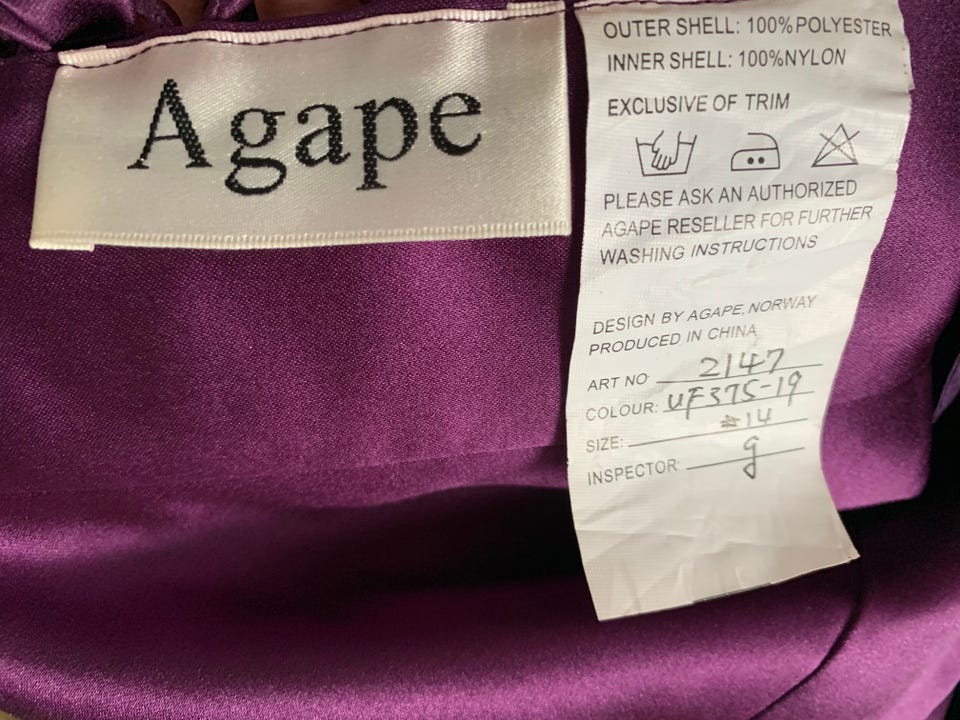 Agape
OUTER SHELL: 100% POLYESTER
INNER SHELL: 100%NYLON
EXCLUSIVE OF TRIM
PLEASE ASK AN AUTHORIZED
AGAPE RESELLER FOR FURTHER
WASHING INSTRUCTIONS
DESIGN BY AGAPE, NORWAY
PRODUCED IN CHINA
ART NO 2147
COLOUR: UF375-19
SIZE: #14
INSPECTOR: g